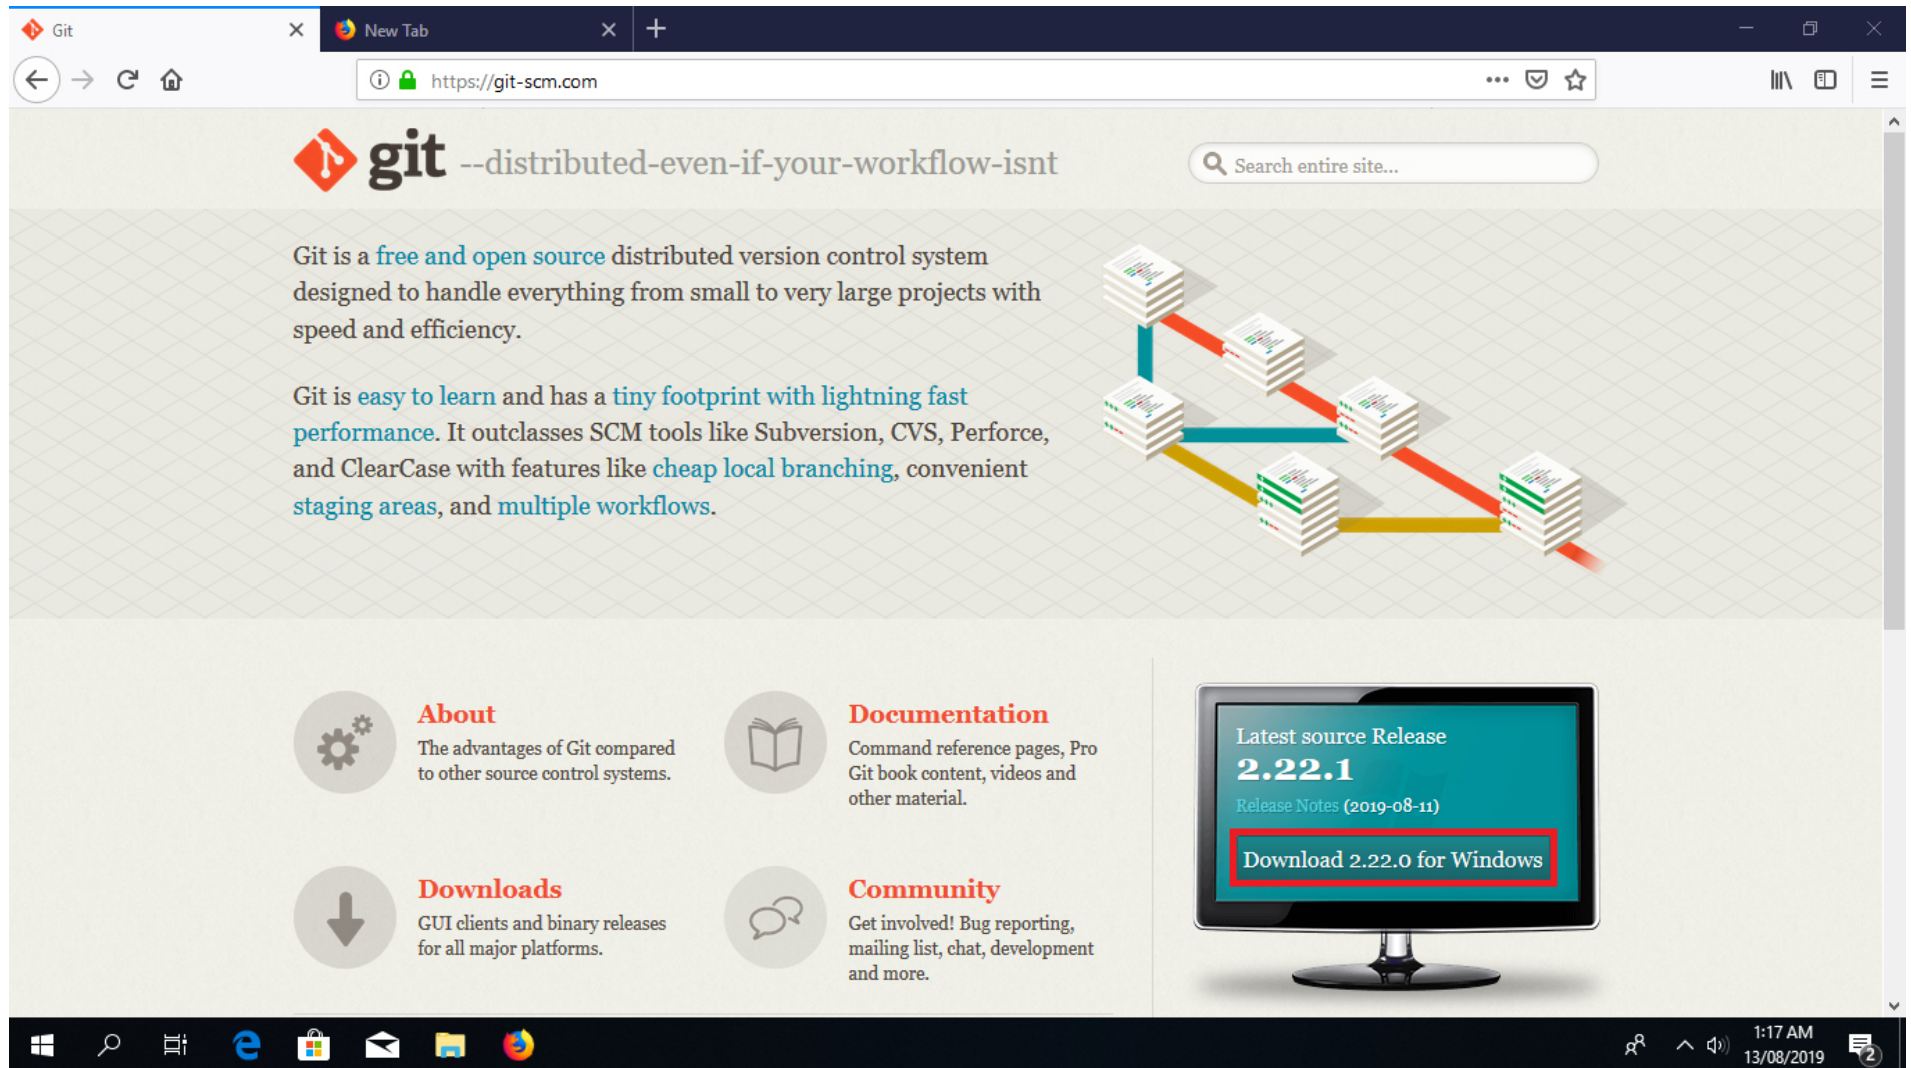 Git
New Tab
https://git-scm.com
git --distributed-even-if-your-workflow-isnt
Search entire site...
Git is a free and open source distributed version control system
designed to handle everything from small to very large projects with
speed and efficiency.
Git is easy to learn and has a tiny footprint with lightning fast
performance. It outclasses SCM tools like Subversion, CVS, Perforce,
and ClearCase with features like cheap local branching, convenient
staging areas, and multiple workflows.
About
The advantages of Git compared
to other source control systems.
Documentation
Command reference pages, Pro
Git book content, videos and
other material.
Downloads
GUI clients and binary releases
for all major platforms.
Community
Get involved! Bug reporting,
mailing list, chat, development
and more.
Latest source Release
2.22.1
Release Notes (2019-08-11)
Download 2.22.0 for Windows
1:17 AM
13/08/2019
2